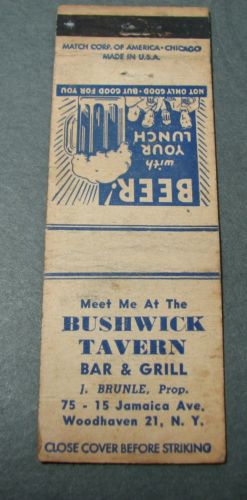 MATCH CORP. OF AMERICA - CHICAGO
MADE IN U.S.A.
BEER!
with
YOUR
LUNCH
NOT ONLY GOOD - BUT GOOD FOR YOU
Meet Me At The
BUSHWICK
TAVERN
BAR & GRILL
J. BRUNLE, Prop.
75 - 15 Jamaica Ave.
Woodhaven 21, N. Y.
CLOSE COVER BEFORE STRIKING